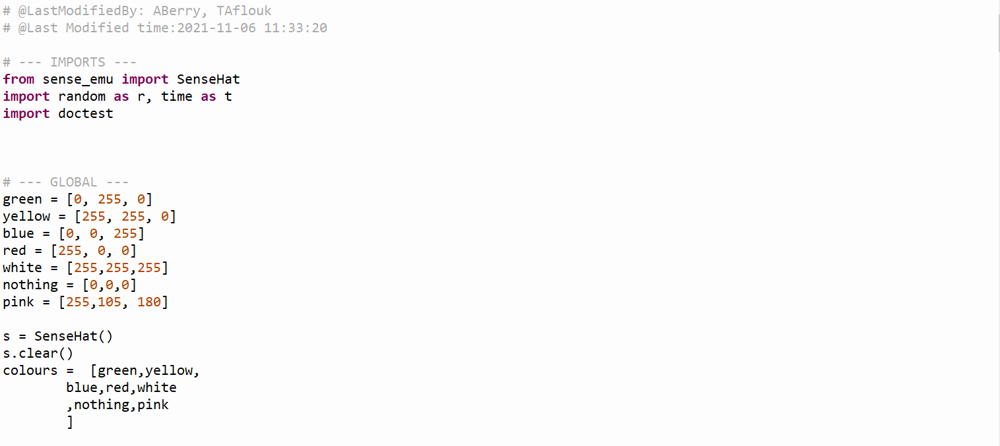 # @LastModifiedBy: ABerry, TAflouk
# @Last Modified time:2021-11-06 11:33:20
# --- IMPORTS ---
from sense_emu import SenseHat
import random as r, time as t
import doctest
# --- GLOBAL ---
green = [0, 255, 0]
yellow = [255, 255, 0]
blue = [0, 0, 255]
red = [255, 0, 0]
white = [255,255,255]
nothing = [0,0,0]
pink = [255,105, 180]
s = SenseHat()
s.clear()
colours =  [green,yellow,
        blue,red,white
        ,nothing,pink
        ]